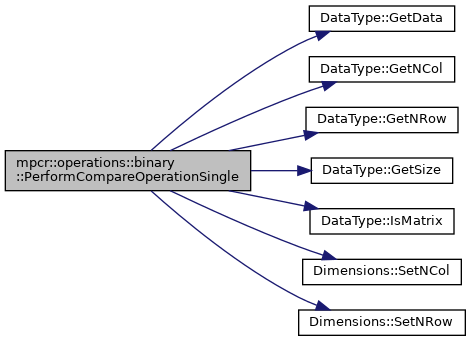 mpcr::operations::binary
::PerformCompareOperationSingle
DataType::GetData
DataType::GetNCol
DataType::GetNRow
DataType::GetSize
DataType::IsMatrix
Dimensions::SetNCol
Dimensions::SetNRow